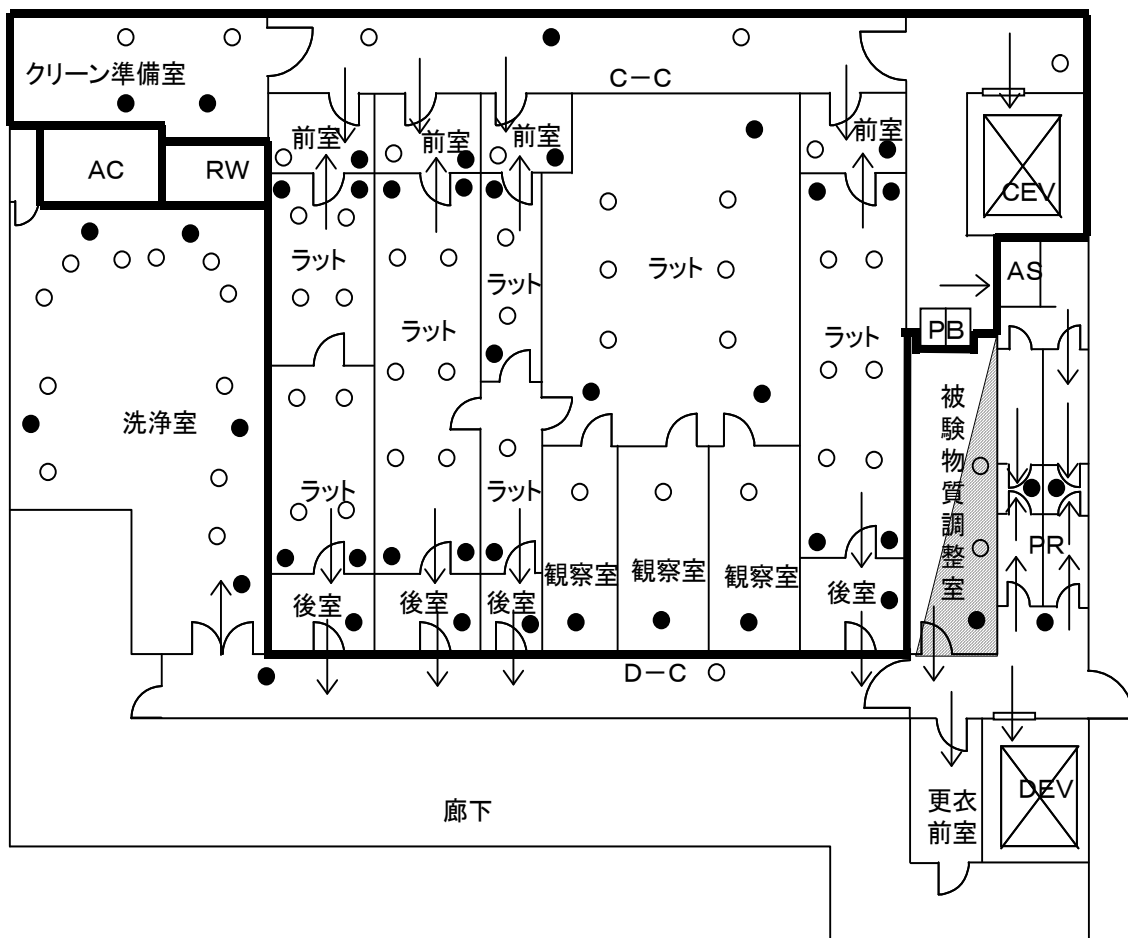 クリーン準備室
C－C
前室
前室
前室
前室
AC
RW
CEV
ラット
ラット
ラット
AS
ラット
ラット
PB
洗浄室
被験物質調整室
ラット
ラット
PR
観察室
観察室
観察室
後室
後室
後室
後室
D－C
更衣
前室
DEV
廊下